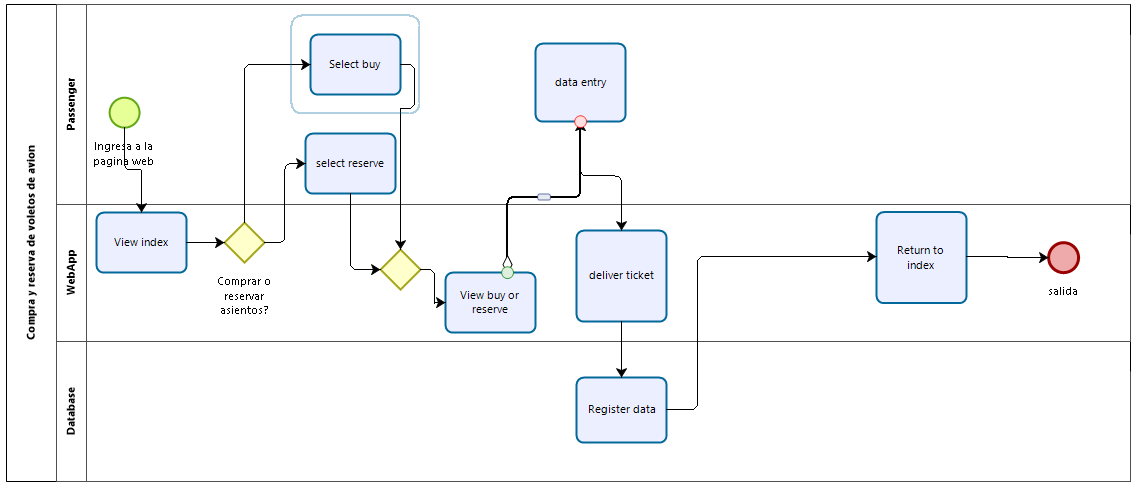 Compra y reserva de voletos de avion
Passenger
Ingresa a la
pagina web
Select buy
select reserve
data entry
WebApp
View index
Comprar o
reservar
asientos?
View buy or
reserve
deliver ticket
Return to
index
salida
Database
Register data